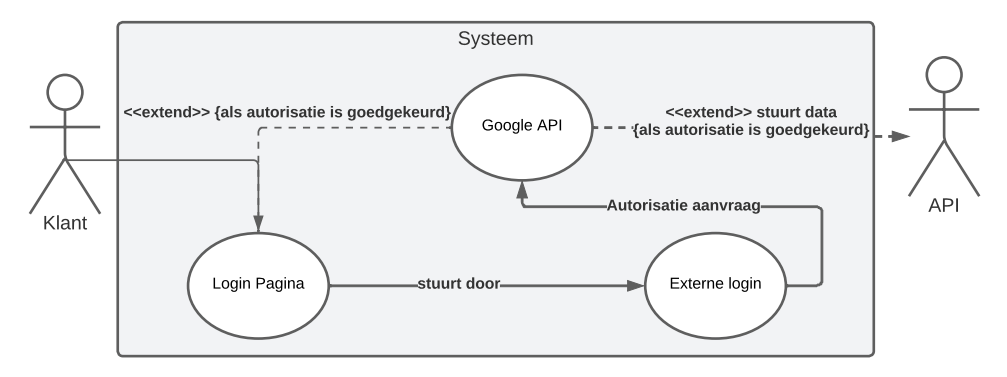 Systeem
<<extend>> {als autorisatie is goedgekeurd}
Google API
<<extend>> stuurt data
{als autorisatie is goedgekeurd}
Klant
API
Autorisatie aanvraag
Login Pagina
stuurt door
Externe login